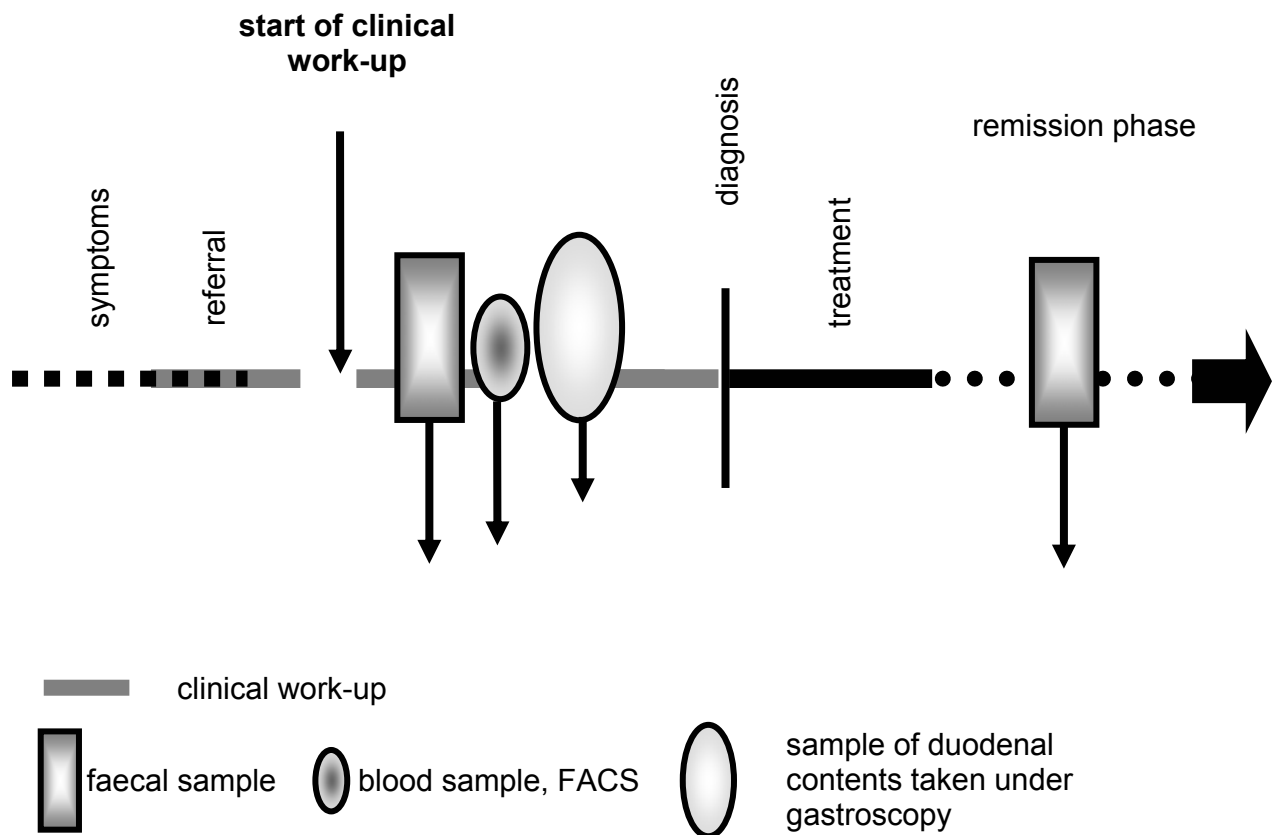 start of clinical
work-up
symptoms
referral
diagnosis
treatment
remission phase
clinical work-up
faecal sample
blood sample, FACS
sample of duodenal
contents taken under
gastroscopy